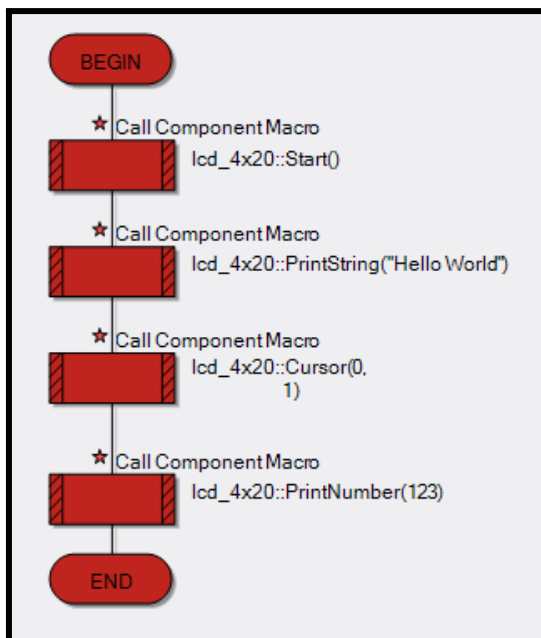 BEGIN
Call Component Macro
lcd_4x20::Start()
Call Component Macro
lcd_4x20::PrintString("Hello World")
Call Component Macro
lcd_4x20::Cursor(0,
1)
Call Component Macro
lcd_4x20::PrintNumber(123)
END